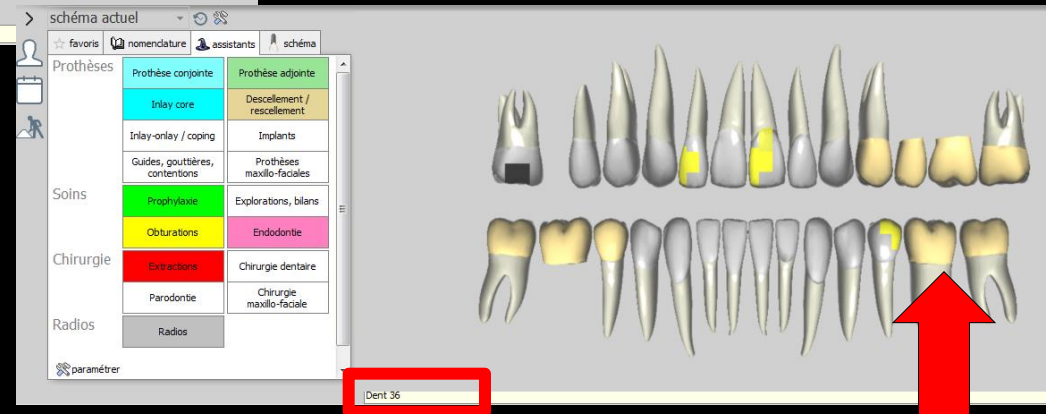 schéma actuel
favoris nomenclature assistants schéma
Prothèses
Prothèse conjointe
Prothèse adjointe
Inlay core
Descellement /
rescellement
Inlay-onlay / coping
Implants
Guides, gouttières,
contentions
Prothèses
maxillo-faciales
Soins
Prophylaxie
Explorations, bilans
Obturations
Endodontie
Chirurgie
Extractions
Chirurgie dentaire
Parodontie
Chirurgie
maxillo-faciale
Radios
Radios
paramétrer
Dent 36